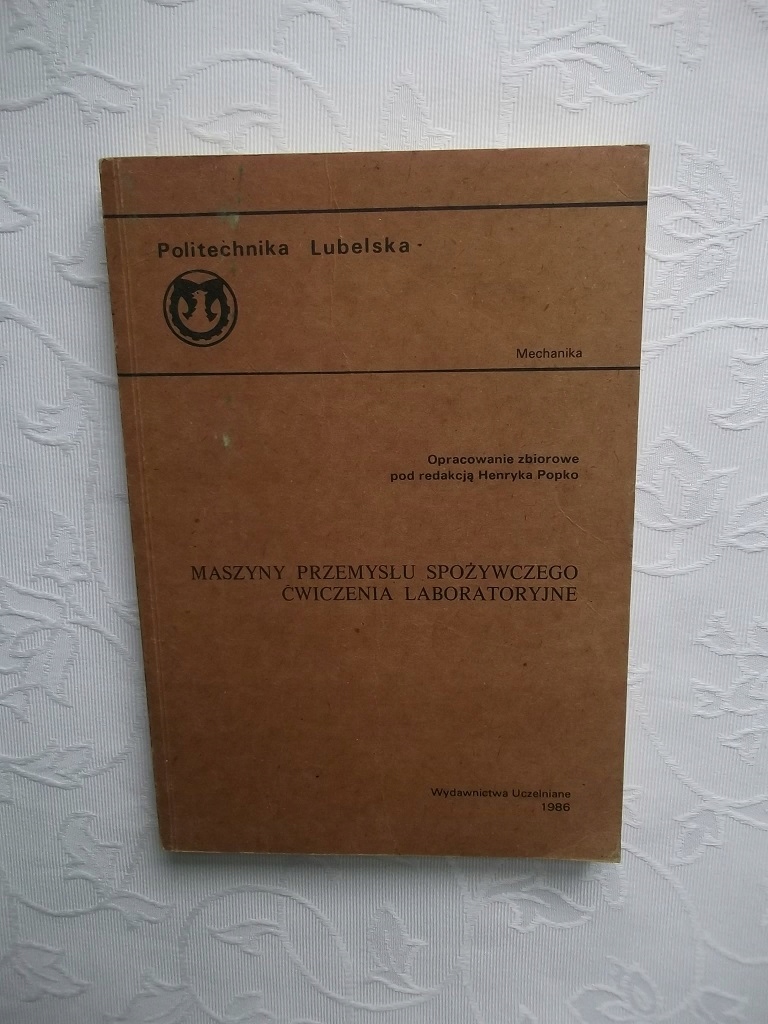 Politechnika Lubelska
Mechanika
Opracowanie zbiorowe
pod redakcją Henryka Popko
MASZYNY PRZEMYSŁU SPOŻYWCZEGO
ĆWICZENIA LABORATORYJNE
Wydawnictwa Uczelniane
1986